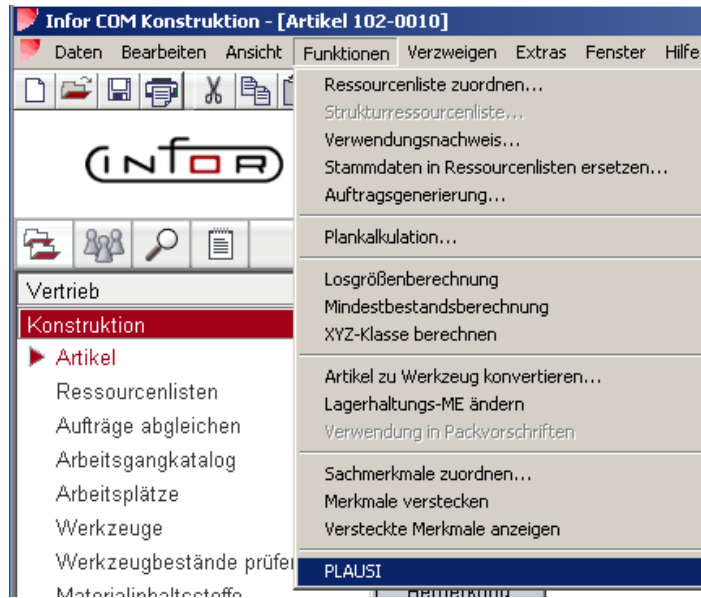 Infor COM Konstruktion - [Artikel 102-0010]
Daten Bearbeiten Ansicht Funktionen Verzweigen Extras Fenster Hilfe
infor
Vertrieb
Konstruktion
Artikel
Ressourcenlisten
Aufträge abgleichen
Arbeitsgangkatalog
Arbeitsplätze
Werkzeuge
Werkzeugbestände
Ressourcenliste zuordnen...
Strukturressourcenliste...
Verwendungsnachweis...
Stammdaten in Ressourcenlisten ersetzen...
Auftragsgenerierung...
Plankalkulation...
Losgrößenberechnung
Mindestbestandsberechnung
XYZ-Klasse berechnen
Artikel zu Werkzeug konvertieren...
Lagerhaltungs-ME ändern
Verwendung in Packvorschriften
Sachmerkmale zuordnen...
Merkmale verstecken
Versteckte Merkmale anzeigen
PLAUSI